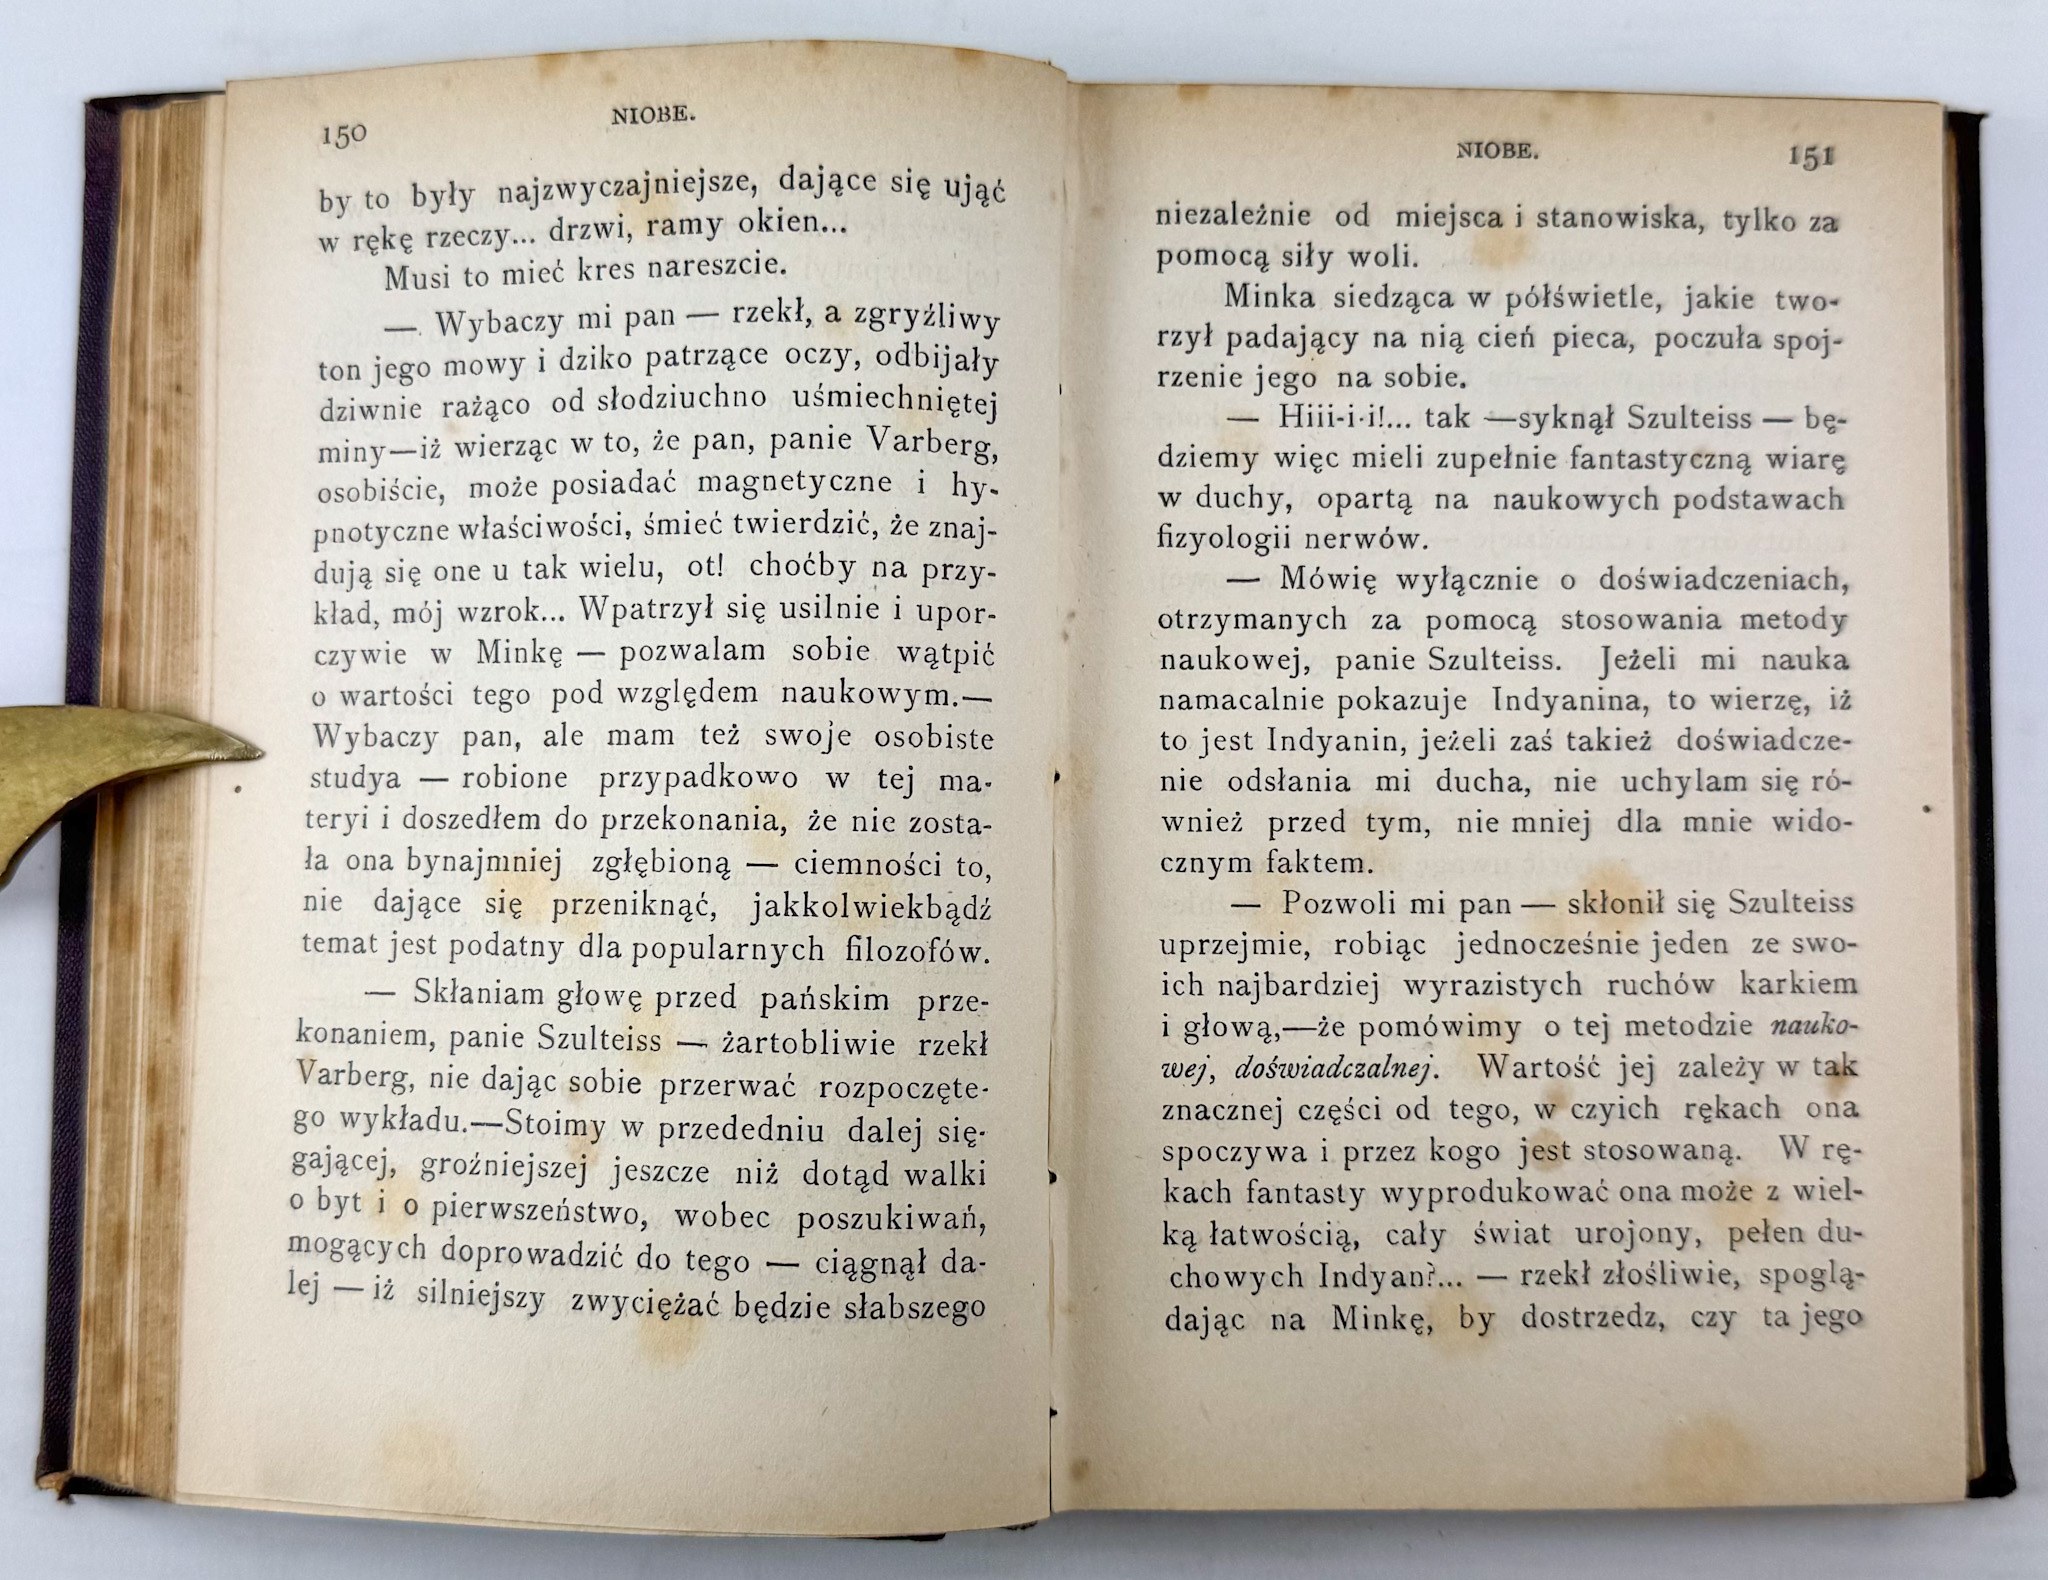 150
NIOBE.
by to były najzwyczajniejsze, dające się ująć
w rękę rzeczy... drzwi, ramy okien...
Musi to mieć kres nareszcie.
— Wybaczy mi pan — rzekł, a zgryźliwy
ton jego mowy i dziko patrzące oczy, odbijały
dziwnie rażąco od słodziuchno uśmiechniętej
miny—iż wierząc w to, że pan, panie Varberg,
osobiście, może posiadać magnetyczne i hy-
pnotyczne właściwości, śmieć twierdzić, że znaj-
dują się one u tak wielu, ot! choćby na przy-
kład, mój wzrok... Wpatrzył się usilnie i upor-
czywie w Minkę — pozwalam sobie wątpić
o wartości tego pod względem naukowym.—
Wybaczy pan, ale mam też swoje osobiste
studya — robione przypadkowo w tej ma-
teryi i doszedłem do przekonania, że nie zosta-
ła ona bynajmniej zgłębioną — ciemności to,
nie dające się przeniknąć, jakkolwiekbądź
temat jest podatny dla popularnych filozofów.
— Skłaniam głowę przed pańskim prze-
konaniem, panie Szulteiss — żartobliwie rzekł
Varberg, nie dając sobie przerwać rozpoczęte-
go wykładu.—Stoimy w przededniu dalej się-
gającej, groźniejszej jeszcze niż dotąd walki
o byt i o pierwszeństwo, wobec poszukiwań,
mogących doprowadzić do tego — ciągnął da-
lej — iż silniejszy zwyciężać będzie słabszego
NIOBE.
151
niezależnie od miejsca i stanowiska, tylko za
pomocą siły woli.
Minka siedząca w półświetle, jakie two-
rzył padający na nią cień pieca, poczuła spoj-
rzenie jego na sobie.
— Hiii-i-i!... tak —syknął Szulteiss — bę-
dziemy więc mieli zupełnie fantastyczną wiarę
w duchy, opartą na naukowych podstawach
fizyologii nerwów.
— Mówię wyłącznie o doświadczeniach,
otrzymanych za pomocą stosowania metody
naukowej, panie Szulteiss. Jeżeli mi nauka
namacalnie pokazuje Indyanina, to wierzę, iż
to jest Indyanin, jeżeli zaś takież doświadcze-
nie odsłania mi ducha, nie uchylam się ró-
wnież przed tym, nie mniej dla mnie wido-
cznym faktem.
— Pozwoli mi pan — skłonił się Szulteiss
uprzejmie, robiąc jednocześnie jeden ze swo-
ich najbardziej wyrazistych ruchów karkiem
i głową,—że pomówimy o tej metodzie nauko-
wej, doświadczalnej. Wartość jej zależy w tak
znacznej części od tego, w czyich rękach ona
spoczywa i przez kogo jest stosowaną. W rę-
kach fantasty wyprodukować ona może z wiel-
ką łatwością, cały świat urojony, pełen du-
chowych Indyan?... — rzekł złośliwie, spoglą-
dając na Minkę, by dostrzedz, czy ta jego